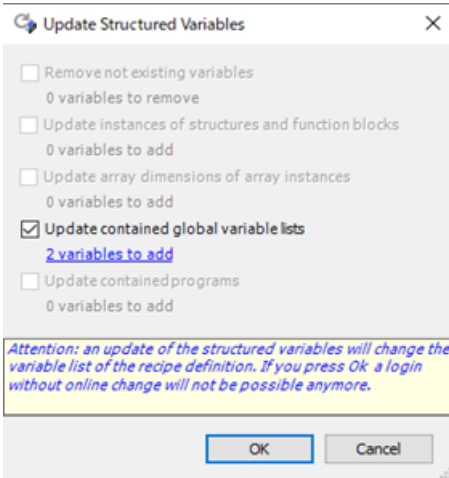 Update Structured Variables
Remove not existing variables
0 variables to remove
Update instances of structures and function blocks
0 variables to add
Update array dimensions of array instances
0 variables to add
Update contained global variable lists
2 variables to add
Update contained programs
0 variables to add
Attention: an update of the structured variables will change the
variable list of the recipe definition. If you press Ok a login
without online change will not be possible anymore.
OK
Cancel